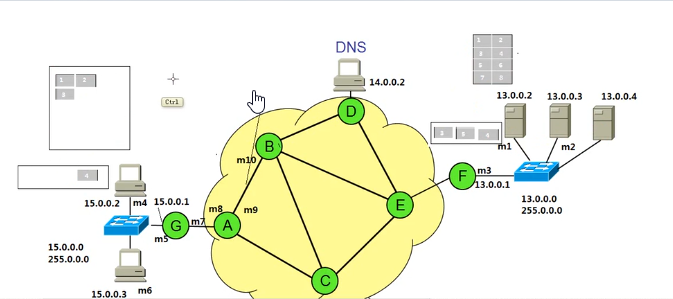 DNS
14.0.0.2
1 2
3 4
5 6
7 8
13.0.0.2
13.0.0.3
13.0.0.4
1 2
3
Ctrl
D
3 5 4
m1
m2
B
m10
4
m3
F
13.0.0.1
15.0.0.2
m4
15.0.0.1
m8
m9
E
13.0.0.0
255.0.0.0
G
m7
A
m5
15.0.0.0
255.0.0.0
C
15.0.0.3
m6